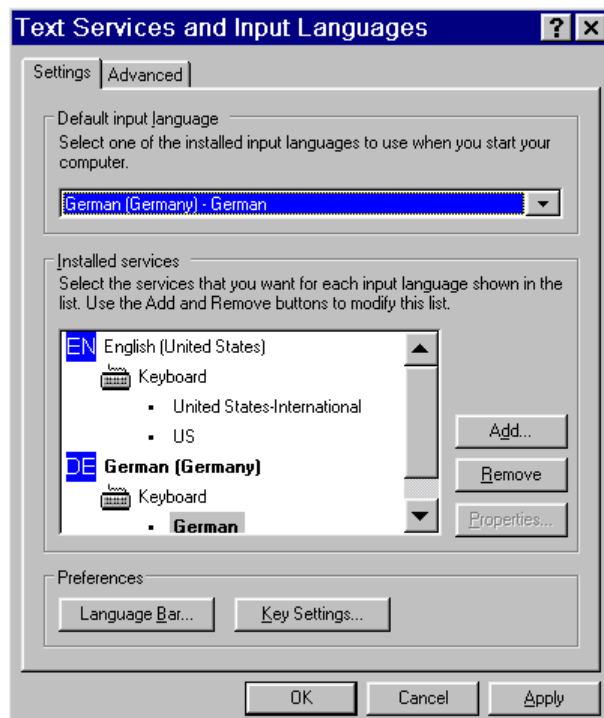 Text Services and Input Languages
Settings Advanced
Default input language
Select one of the installed input languages to use when you start your
computer.
German (Germany) - German
Installed services
Select the services that you want for each input language shown in the
list. Use the Add and Remove buttons to modify this list.
EN English (United States)
Keyboard
▪ United States-International
▪ US
DE German (Germany)
Keyboard
▪ German
Add...
Remove
Properties...
Preferences
Language Bar... Key Settings...
OK Cancel Apply